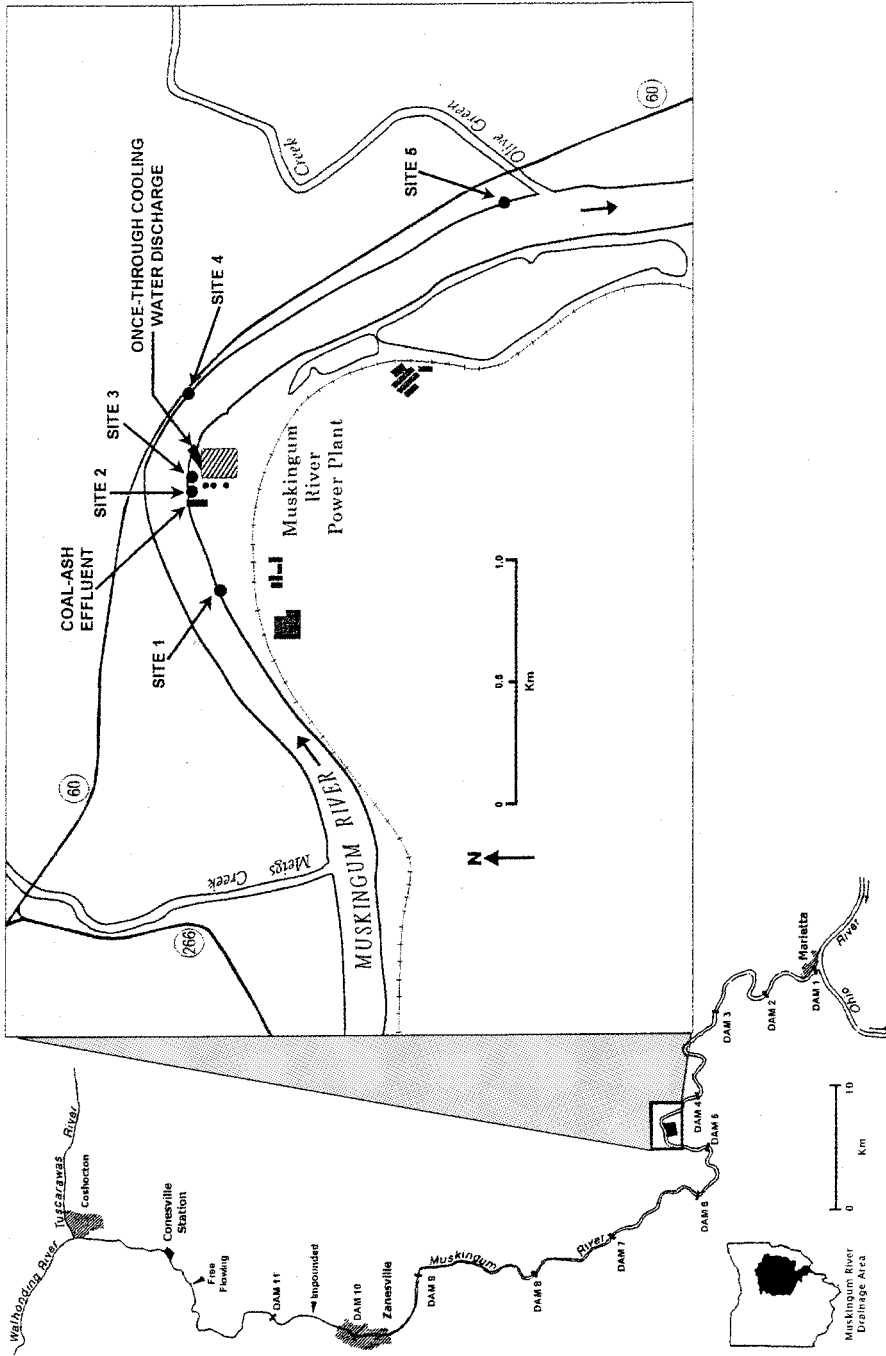 60
266
Meigs
Creek
MUSKINGUM RIVER
COAL-ASH
EFFLUENT
SITE 1
SITE 2
SITE 3
ONCE-THROUGH COOLING
WATER DISCHARGE
SITE 4
SITE 5
Creek
Olive Green
60
Muskingum
River
Power Plant
N
0
0.5
1.0
Km
Walhonding River
Tuscarawas
River
Coshocton
Conesville
Station
Free
Flowing
DAM 11
Impounded
DAM 10
Zanesville
DAM 9
Muskingum
River
DAM 8
DAM 7
DAM 6
DAM 5
DAM 4
DAM 3
DAM 2
DAM 1
Marietta
Ohio
River
0
10
Km
Muskingum River
Drainage Area